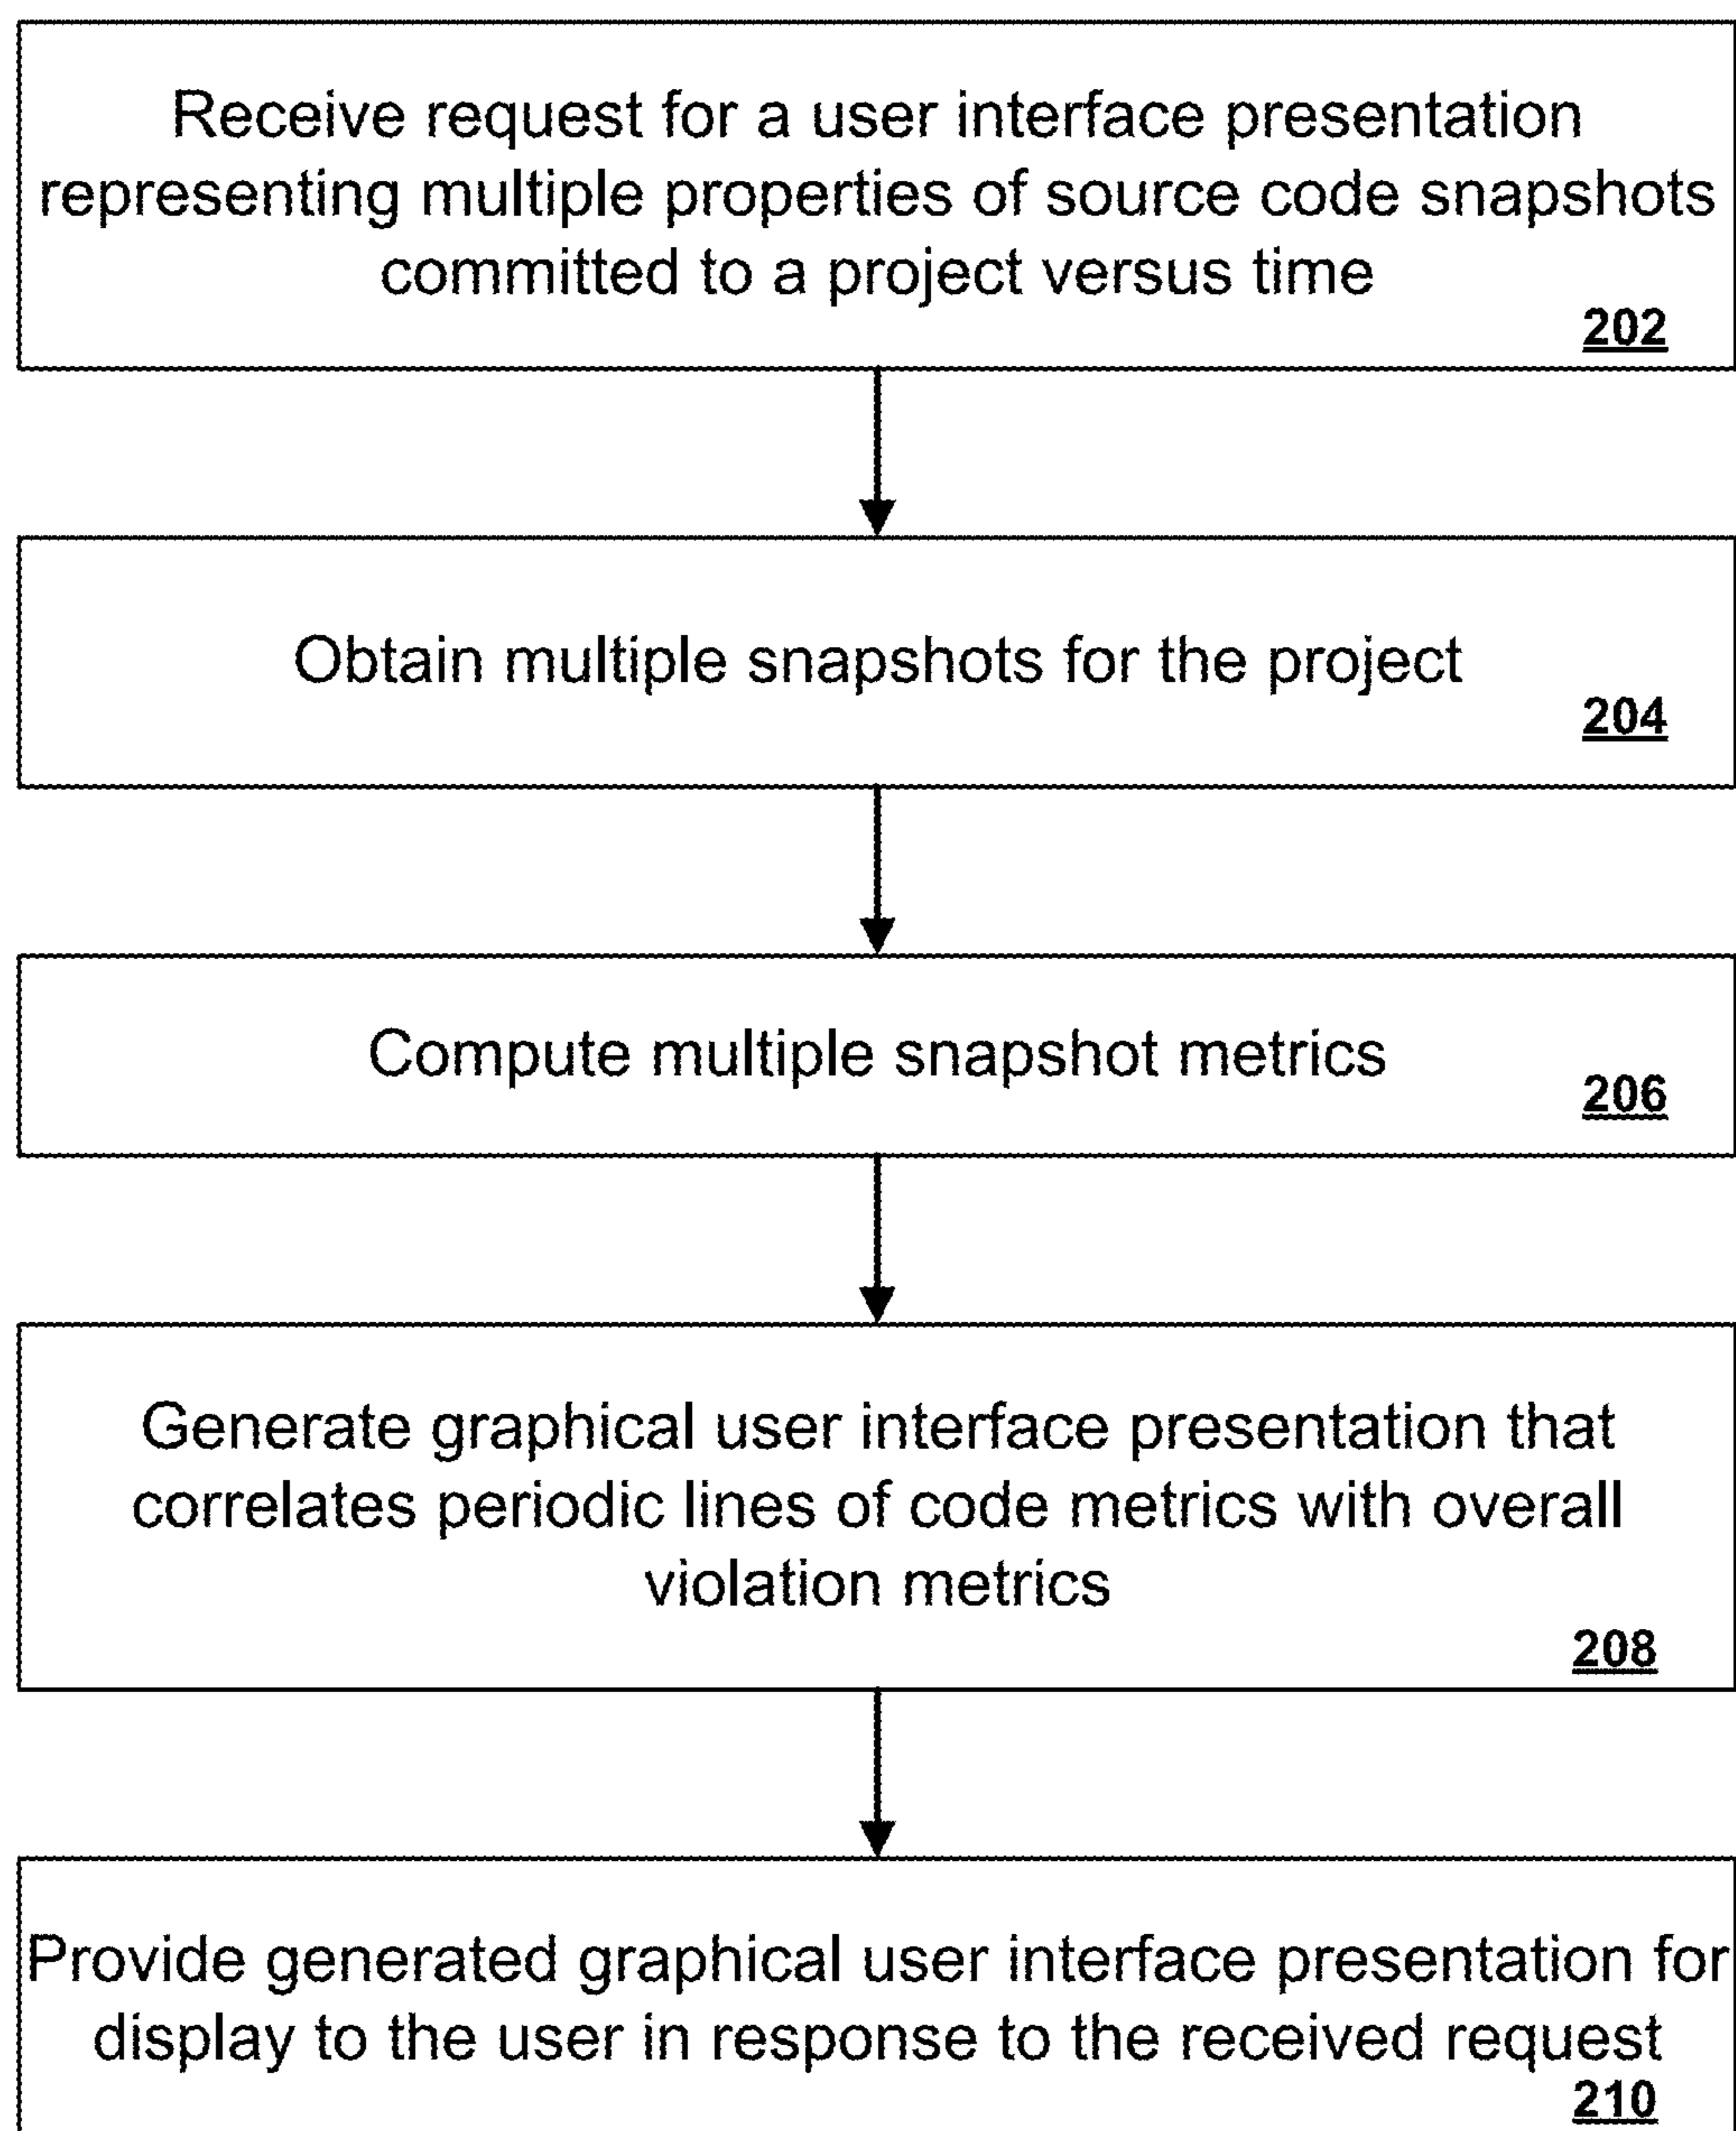 Receive request for a user interface presentation
representing multiple properties of source code snapshots
committed to a project versus time
202
Obtain multiple snapshots for the project
204
Compute multiple snapshot metrics
206
Generate graphical user interface presentation that
correlates periodic lines of code metrics with overall
violation metrics
208
Provide generated graphical user interface presentation for
display to the user in response to the received request
210